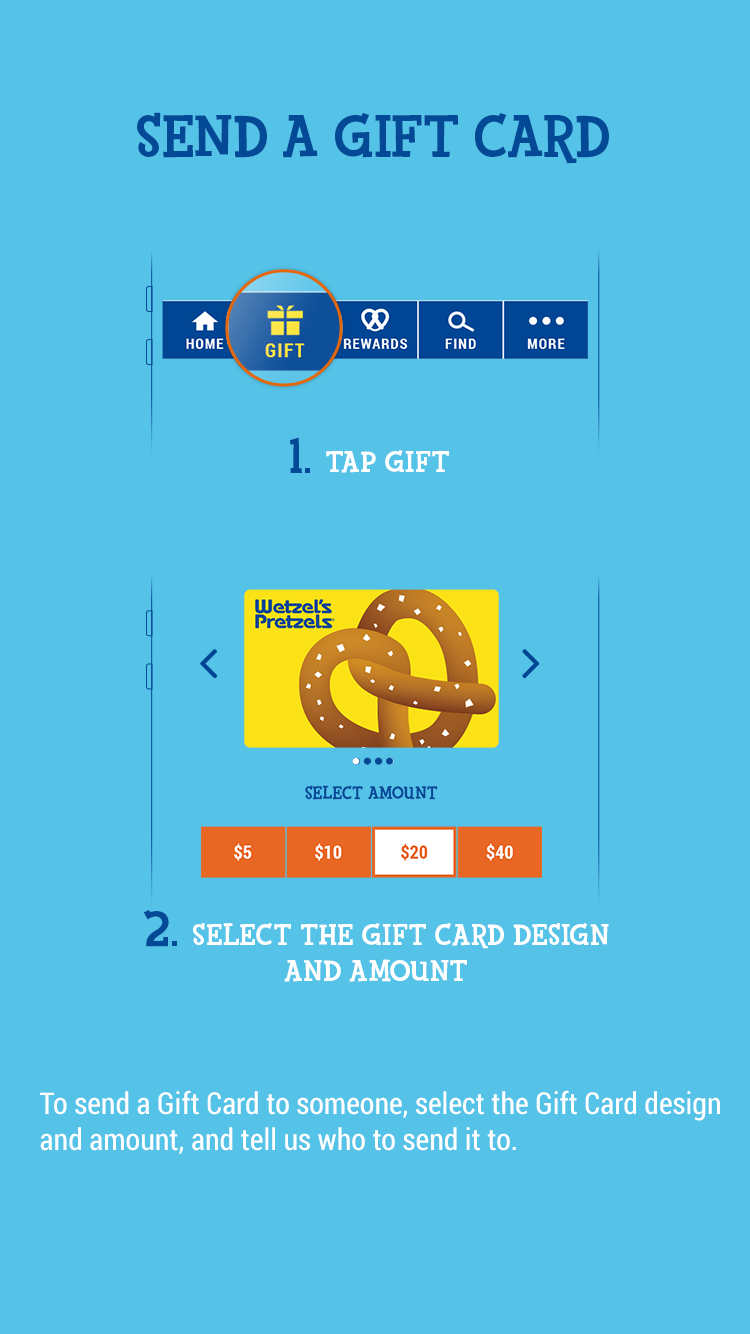 SEND A GIFT CARD
HOME
GIFT
REWARDS
FIND
MORE
1. TAP GIFT
Wetzel's
Pretzels
SELECT AMOUNT
$5
$10
$20
$40
2. SELECT THE GIFT CARD DESIGN
AND AMOUNT
To send a Gift Card to someone, select the Gift Card design
and amount, and tell us who to send it to.